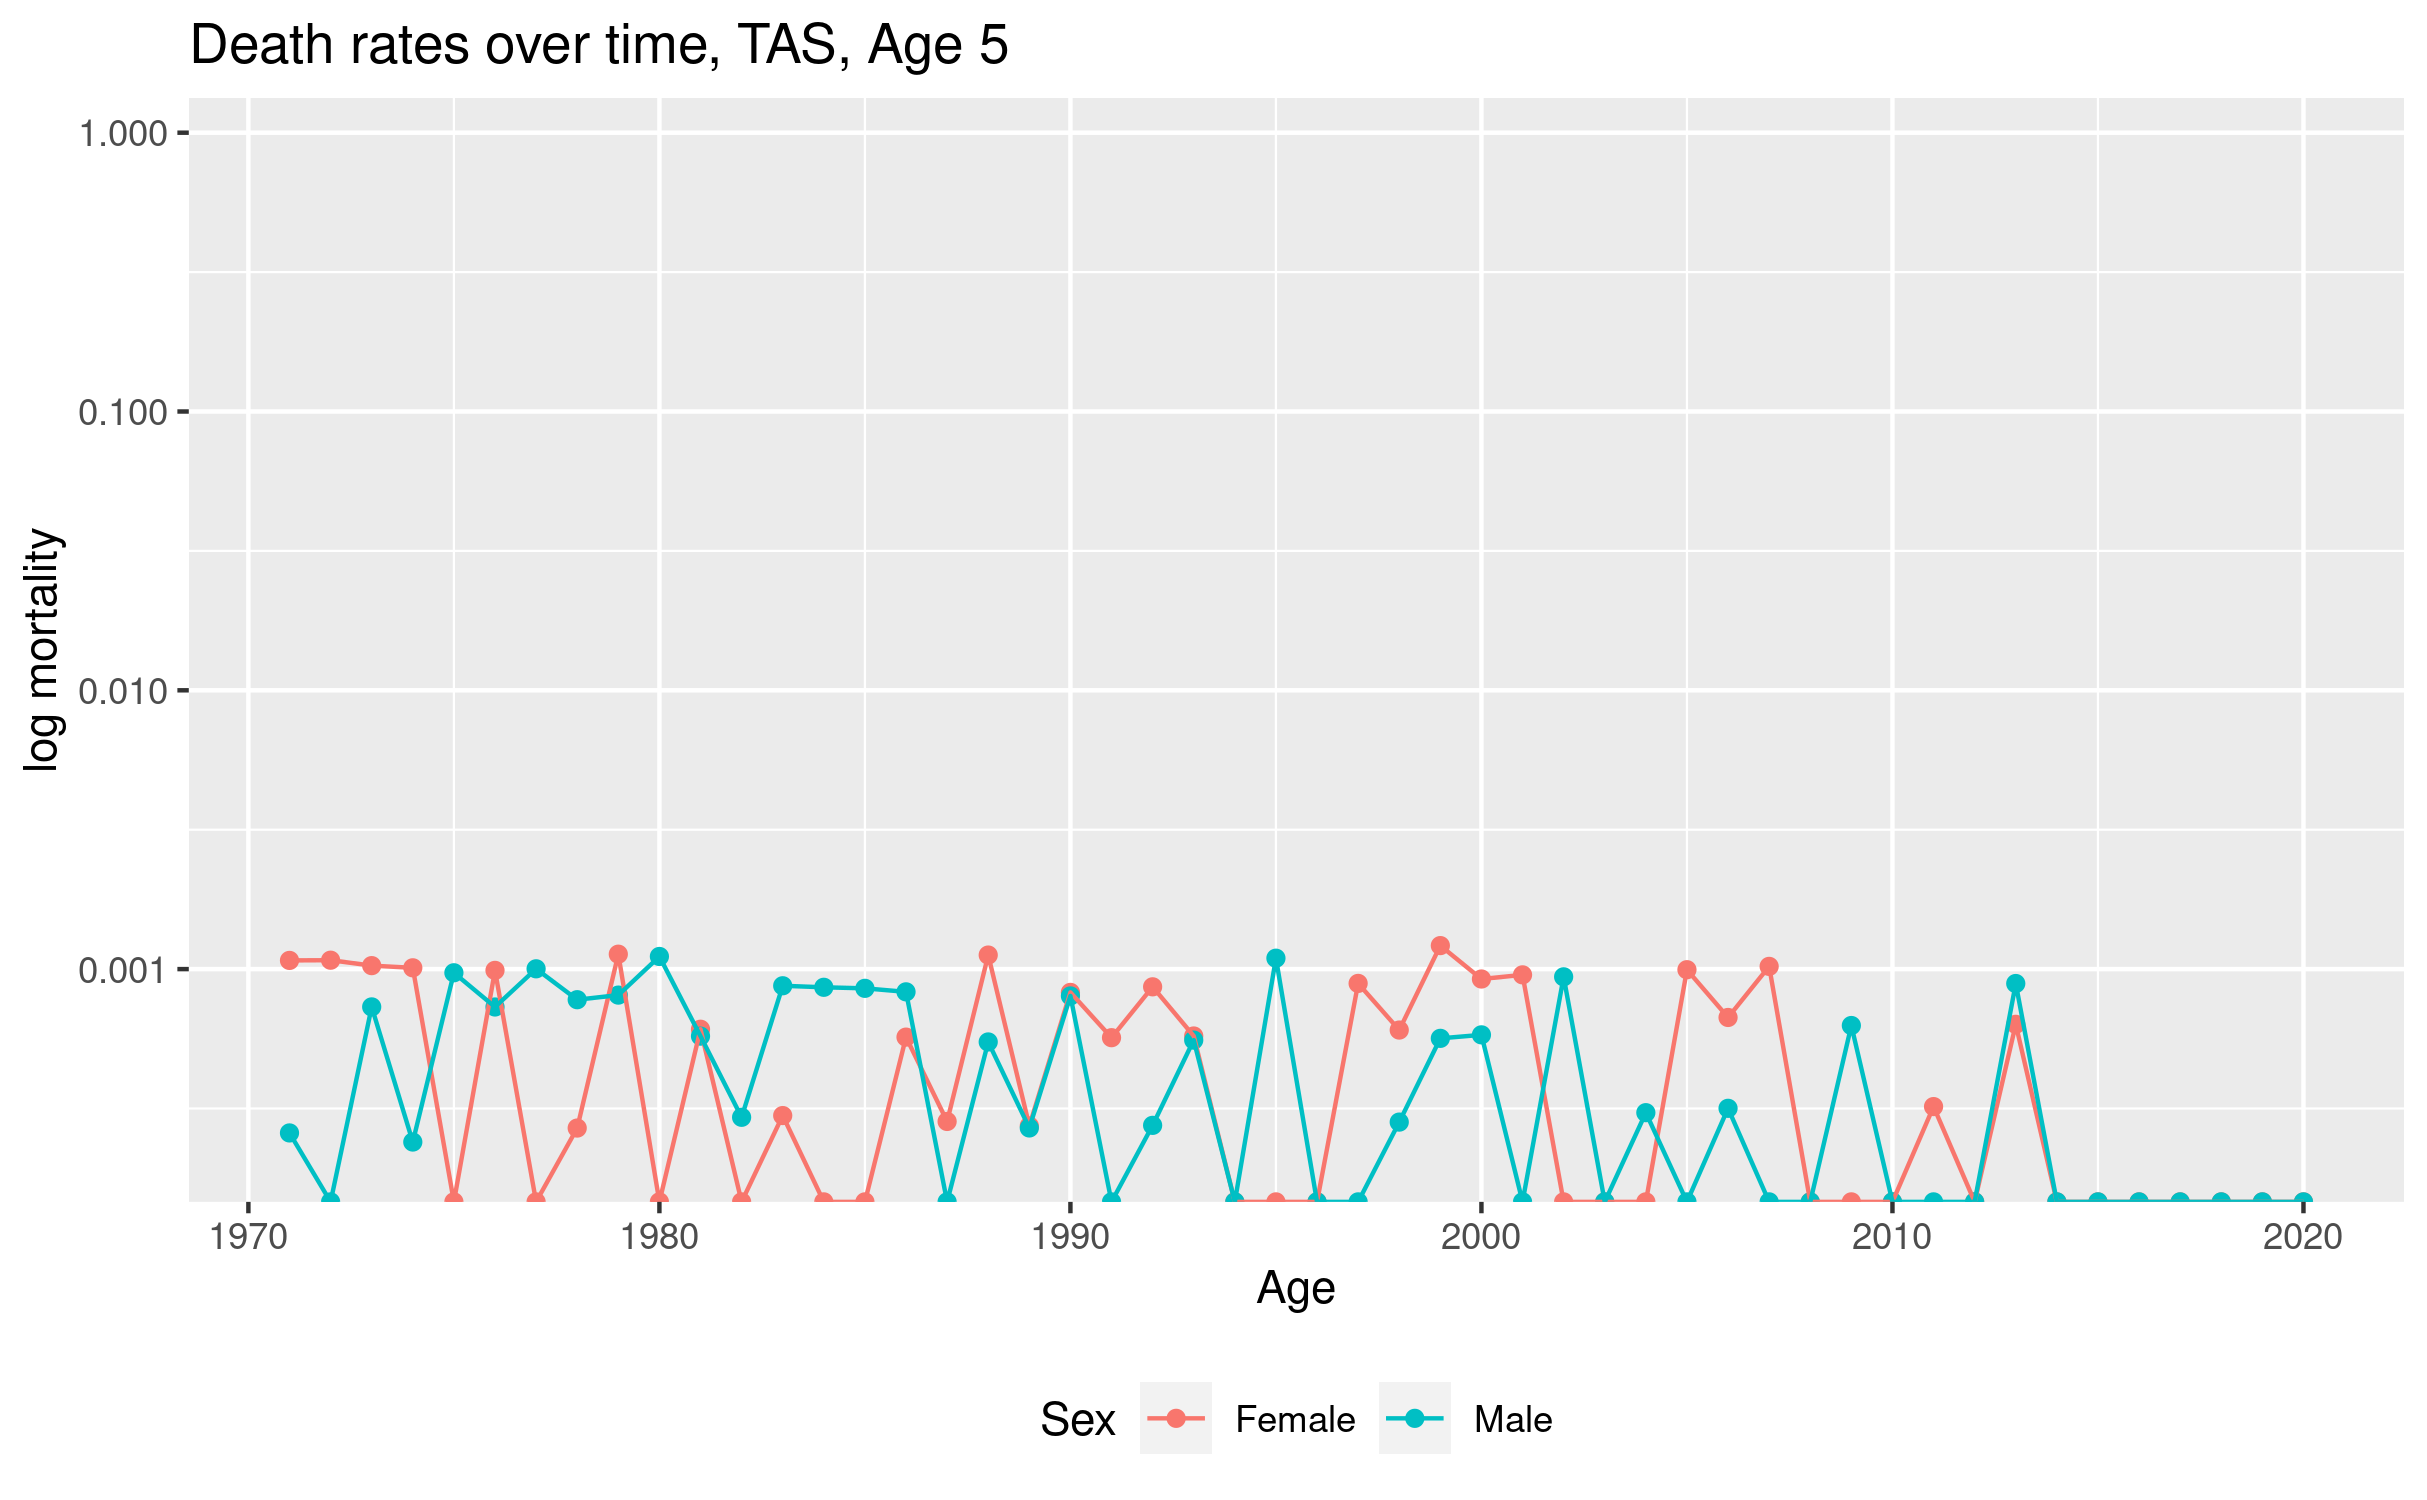 Death rates over time, TAS, Age 5
1.000
0.100
0.010
0.001
log mortality
1970 1980 1990 2000 2010 2020
Age
Sex Female Male